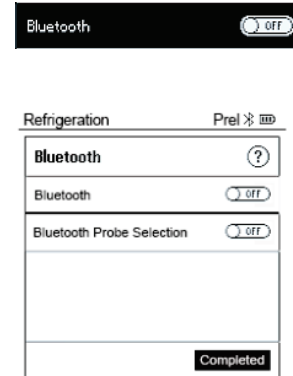 Bluetooth OFF
Refrigeration Prel
Bluetooth ?
Bluetooth OFF
Bluetooth Probe Selection OFF
Completed